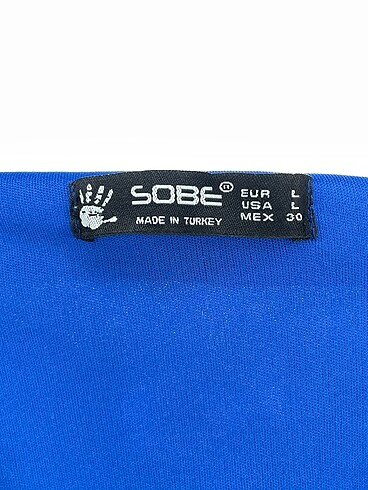 SOBE®
MADE IN TURKEY
EUR L
USA L
MEX 30